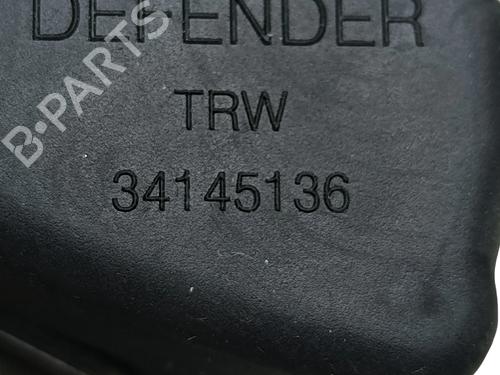 DEFENDER
TRW
34145136
B-PARTS